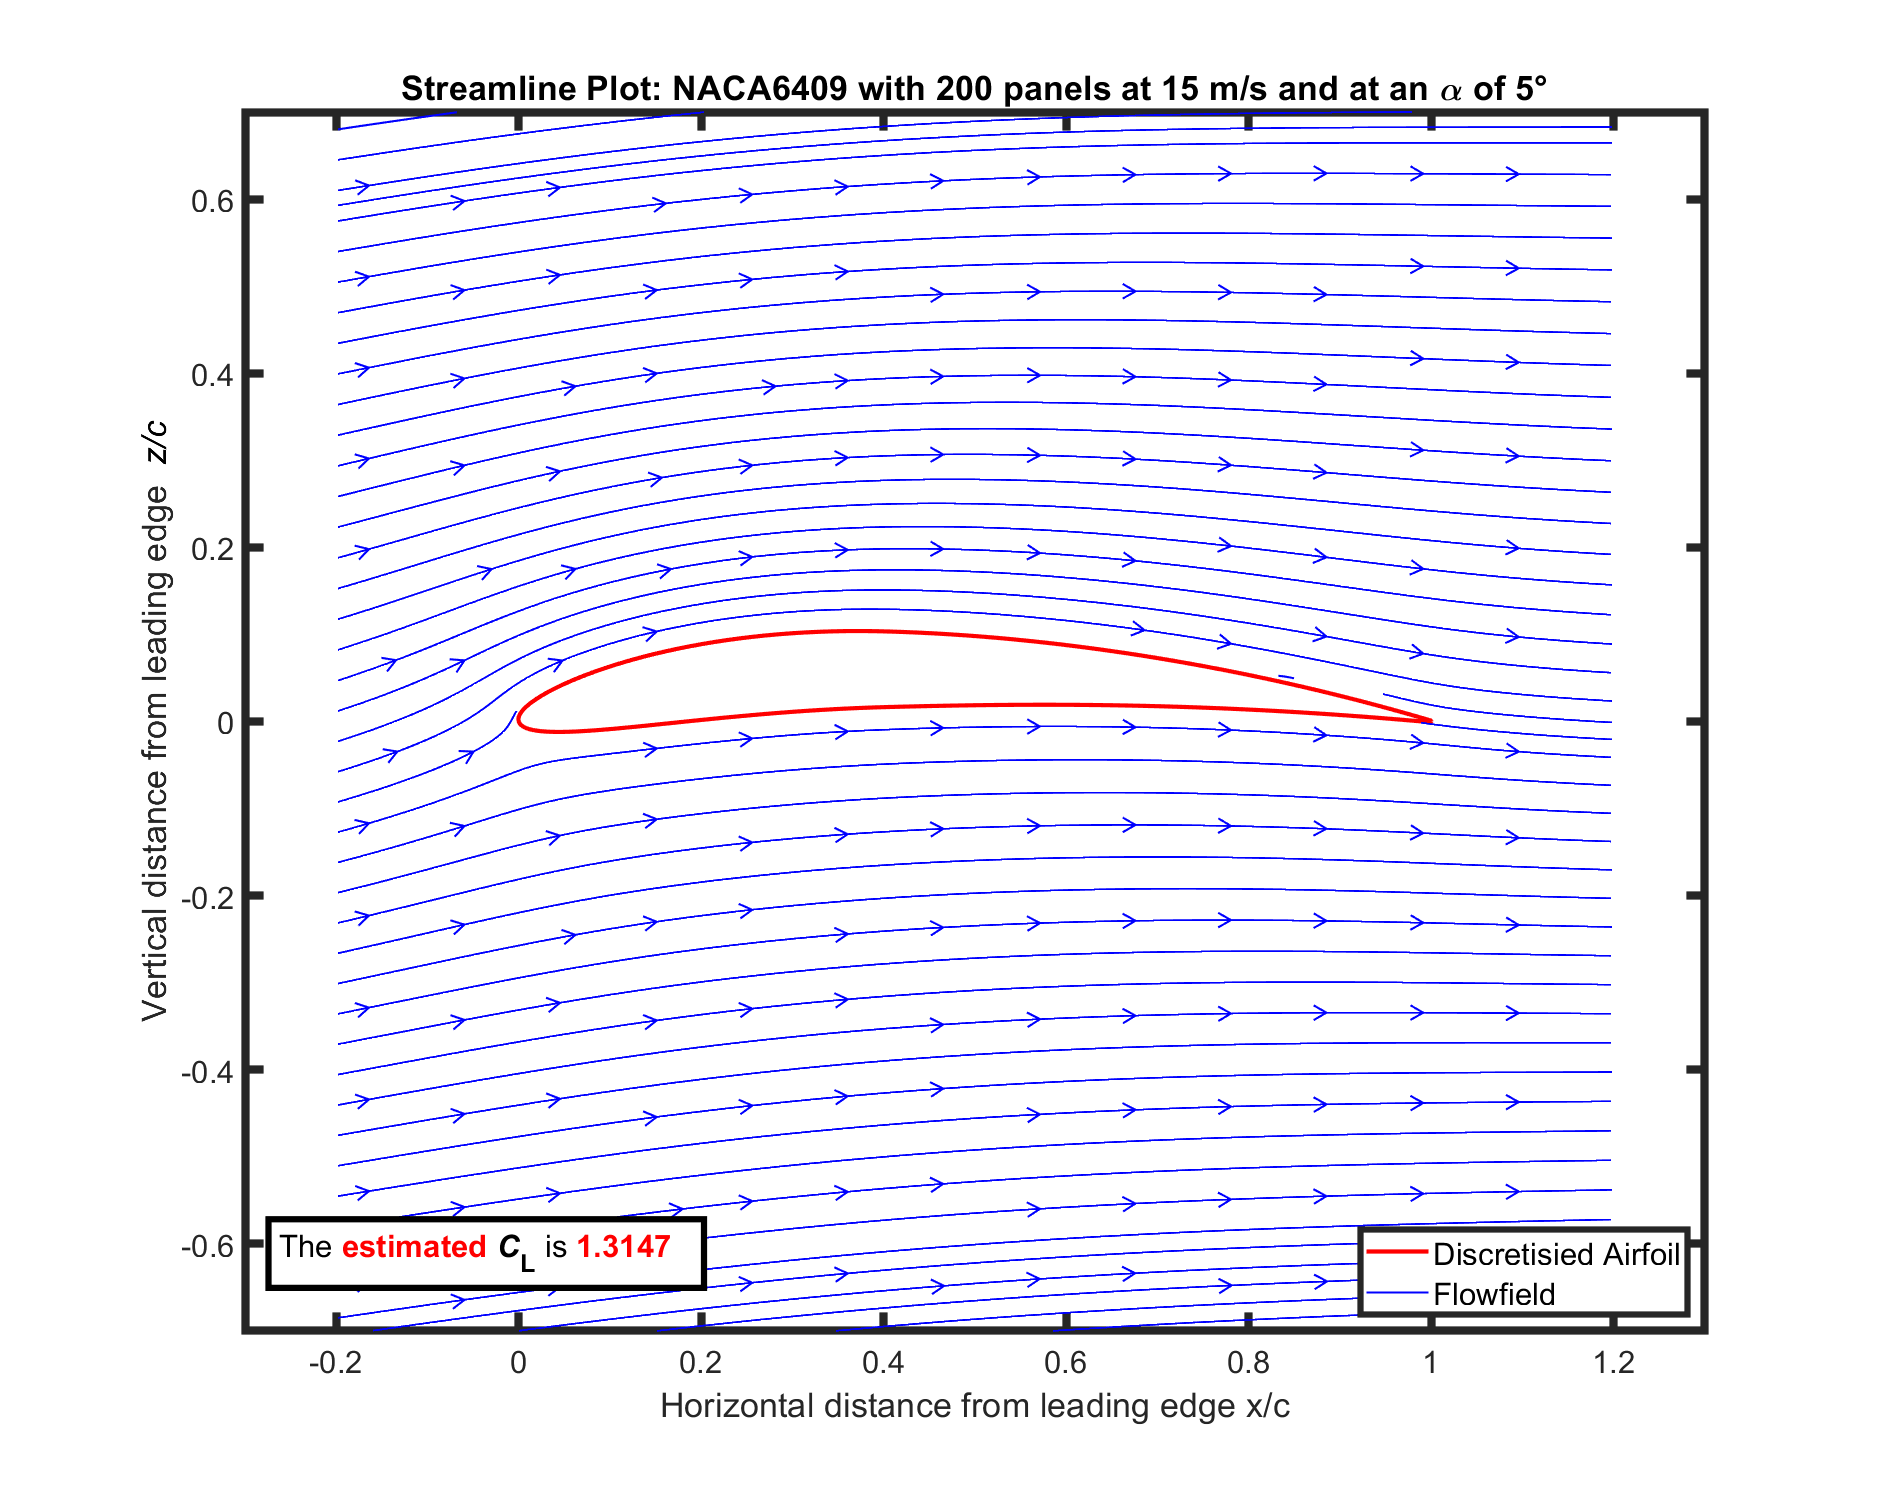 Streamline Plot: NACA6409 with 200 panels at 15 m/s and at an α of 5°
Vertical distance from leading edge z/c
0.6
0.4
0.2
0
-0.2
-0.4
-0.6
The estimated CL is 1.3147
Discretisied Airfoil
Flowfield
-0.2 0 0.2 0.4 0.6 0.8 1 1.2
Horizontal distance from leading edge x/c